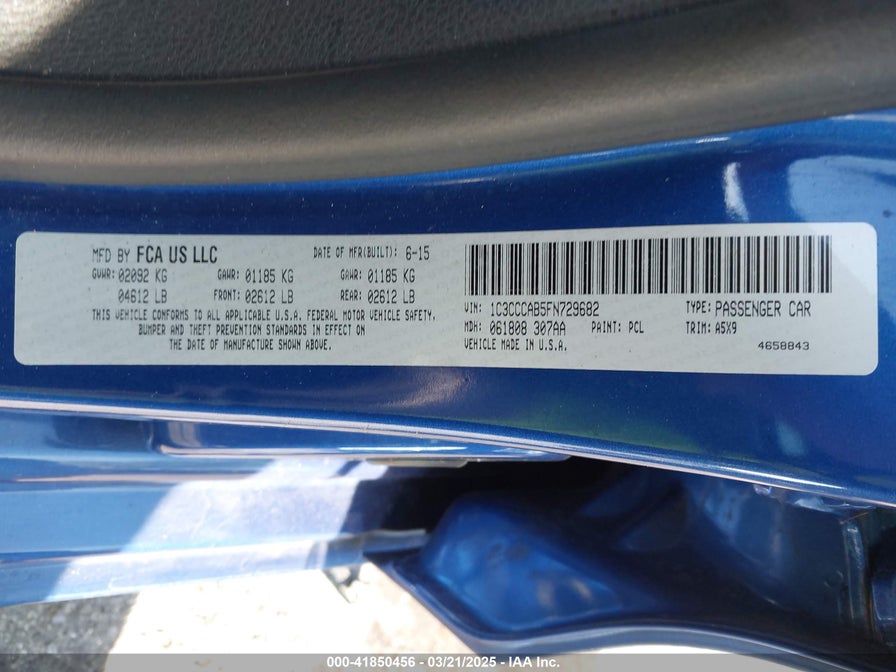 MFD BY FCA US LLC DATE OF MFR(BUILT): 6-15
GVWR: 02092 KG GAWR: 01185 KG GAWR: 01185 KG
04612 LB FRONT: 02612 LB REAR: 02612 LB
THIS VEHICLE CONFORMS TO ALL APPLICABLE U.S.A. FEDERAL MOTOR VEHICLE SAFETY,
BUMPER AND THEFT PREVENTION STANDARDS IN EFFECT ON
THE DATE OF MANUFACTURE SHOWN ABOVE.
VIN: 1C3CCCAB5FN729682 TYPE: PASSENGER CAR
MDH: 061808 307AA PAINT: PCL TRIM: A5X9
VEHICLE MADE IN U.S.A. 4658843
000-41850456 - 03/21/2025 - IAA Inc.